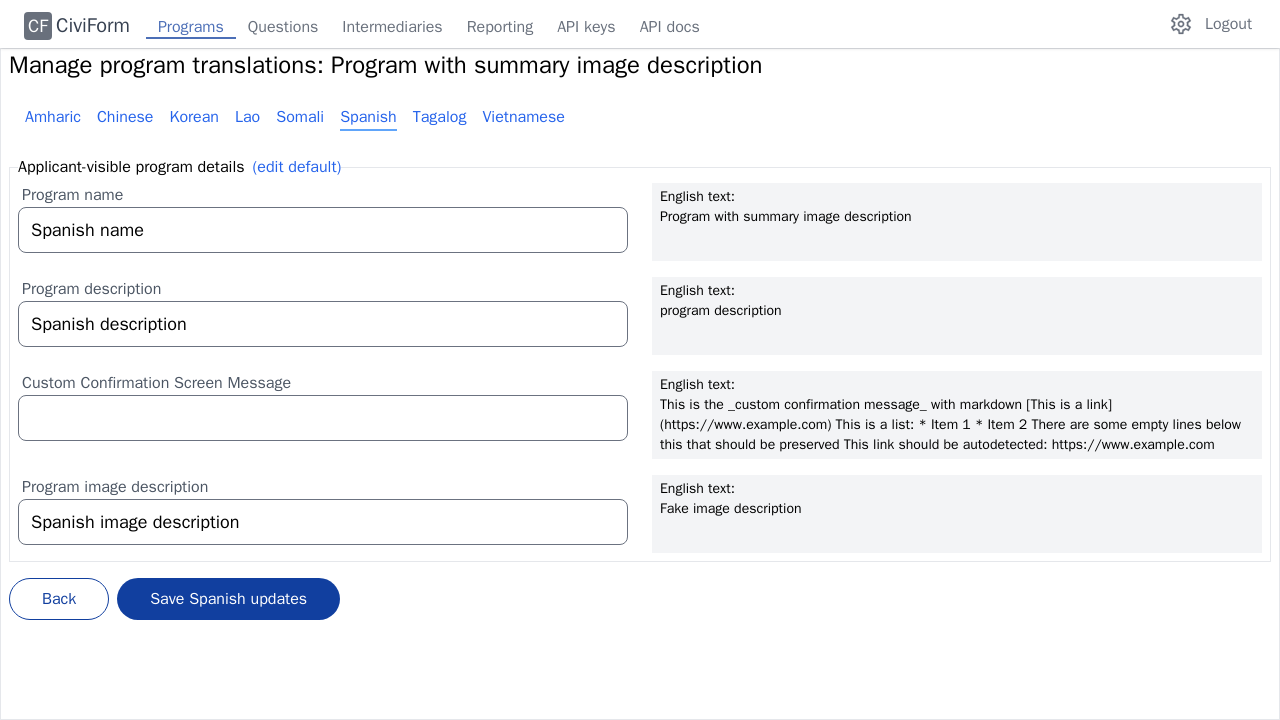 CF CiviForm Programs Questions Intermediaries Reporting API keys API docs Logout
Manage program translations: Program with summary image description
Amharic Chinese Korean Lao Somali Spanish Tagalog Vietnamese
Applicant-visible program details (edit default)
Program name
Spanish name
English text:
Program with summary image description
Program description
Spanish description
English text:
program description
Custom Confirmation Screen Message
English text:
This is the _custom confirmation message_ with markdown [This is a link]
(https://www.example.com) This is a list: * Item 1 * Item 2 There are some empty lines below
this that should be preserved This link should be autodetected: https://www.example.com
Program image description
Spanish image description
English text:
Fake image description
Back Save Spanish updates